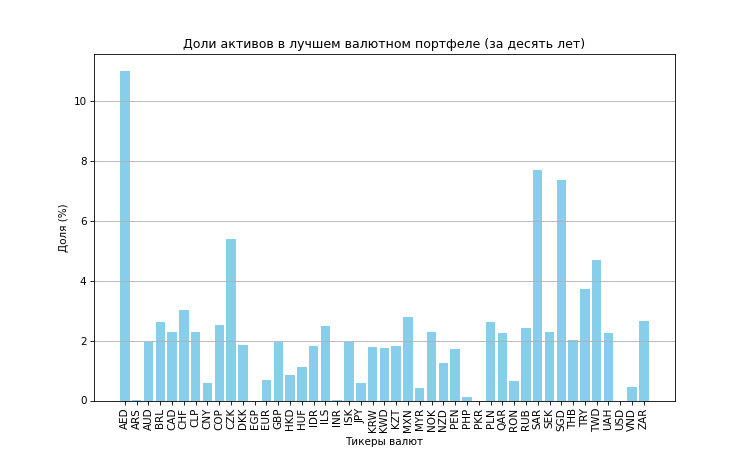 Доли активов в лучшем валютном портфеле (за десять лет)
Доля (%)
10
8
6
4
2
0
AED ARS AUD BRL CAD CHF CLP CNY COP CZK DKK EGP EUR GBP HKD HUF IDR ILS INR ISK JPY KRW KWD KZT MXN MYR NOK NZD PEN PHP PKR PLN QAR RON RUB SAR SEK SGD THB TRY TWD UAH USD VND ZAR
Тикеры валют